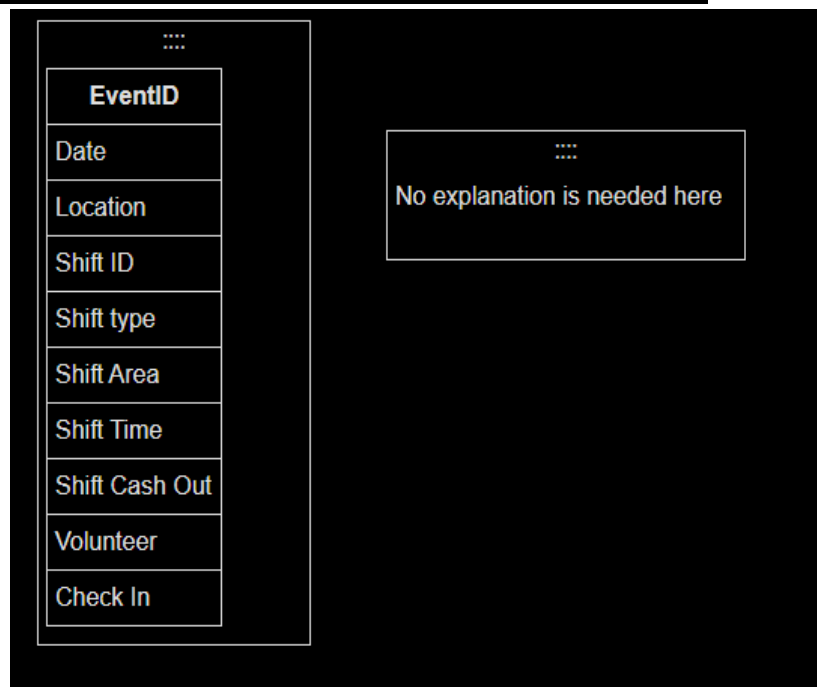 ::::
EventID
Date
Location
Shift ID
Shift type
Shift Area
Shift Time
Shift Cash Out
Volunteer
Check In
::::
No explanation is needed here